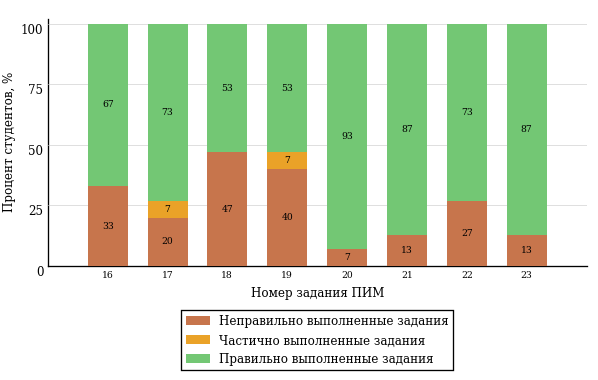 Процент студентов, %
100
75
50
25
0
67 73 53 53 93 87 73 87
7 7
33 20 47 40 7 13 27 13
16 17 18 19 20 21 22 23
Номер задания ПИМ
Неправильно выполненные задания
Частично выполненные задания
Правильно выполненные задания